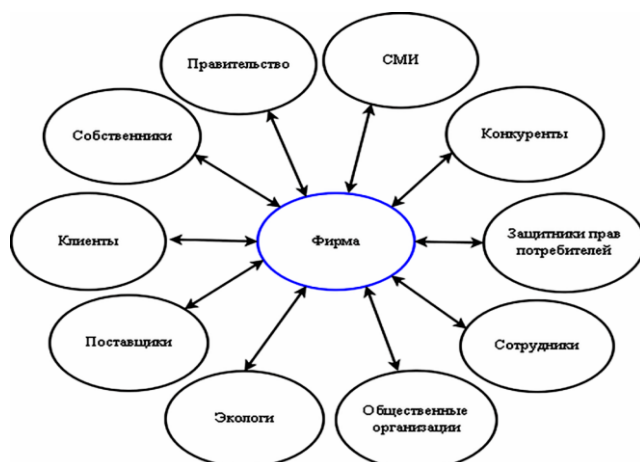 СМИ
Правительство
Собственники
Конкуренты
Клиенты
Фирма
Защитники прав
потребителей
Поставщики
Сотрудники
Экологи
Общественные
организации